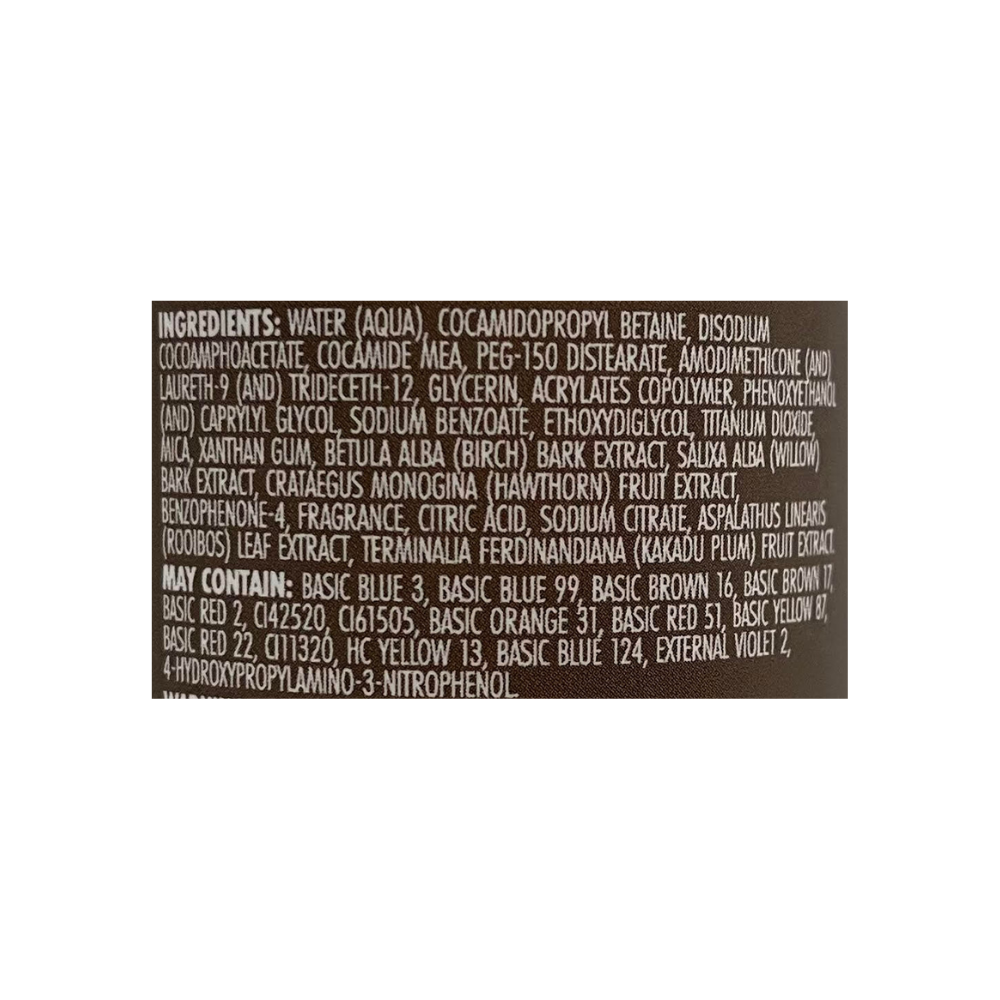 INGREDIENTS: WATER (AQUA), COCAMIDOPROPYL BETAINE, DISODIUM
COCOAMPHOACETATE, COCAMIDE MEA, PEG-150 DISTEARATE, AMODIMETHICONE (AND)
LAURETH-9 (AND) TRIDECETH-12, GLYCERIN, ACRYLATES COPOLYMER, PHENOXYETHANOL
(AND) CAPRYLYL GLYCOL, SODIUM BENZOATE, ETHOXYDIGLYCOL, TITANIUM DIOXIDE,
MICA, XANTHAN GUM, BETULA ALBA (BIRCH) BARK EXTRACT, SALIXA ALBA (WILLOW)
BARK EXTRACT, CRATAEGUS MONOGINA (HAWTHORN) FRUIT EXTRACT,
BENZOPHENONE-4, FRAGRANCE, CITRIC ACID, SODIUM CITRATE, ASPALATHUS LINEARIS
(ROOIBOS) LEAF EXTRACT, TERMINALIA FERDINANDIANA (KAKADU PLUM) FRUIT EXTRACT.
MAY CONTAIN: BASIC BLUE 3, BASIC BLUE 99, BASIC BROWN 16, BASIC BROWN 17,
BASIC RED 2, CI42520, CI61505, BASIC ORANGE 31, BASIC RED 51, BASIC YELLOW 87,
BASIC RED 22, CI11320, HC YELLOW 13, BASIC BLUE 124, EXTERNAL VIOLET 2,
4-HYDROXYPROPYLAMINO-3-NITROPHENOL.